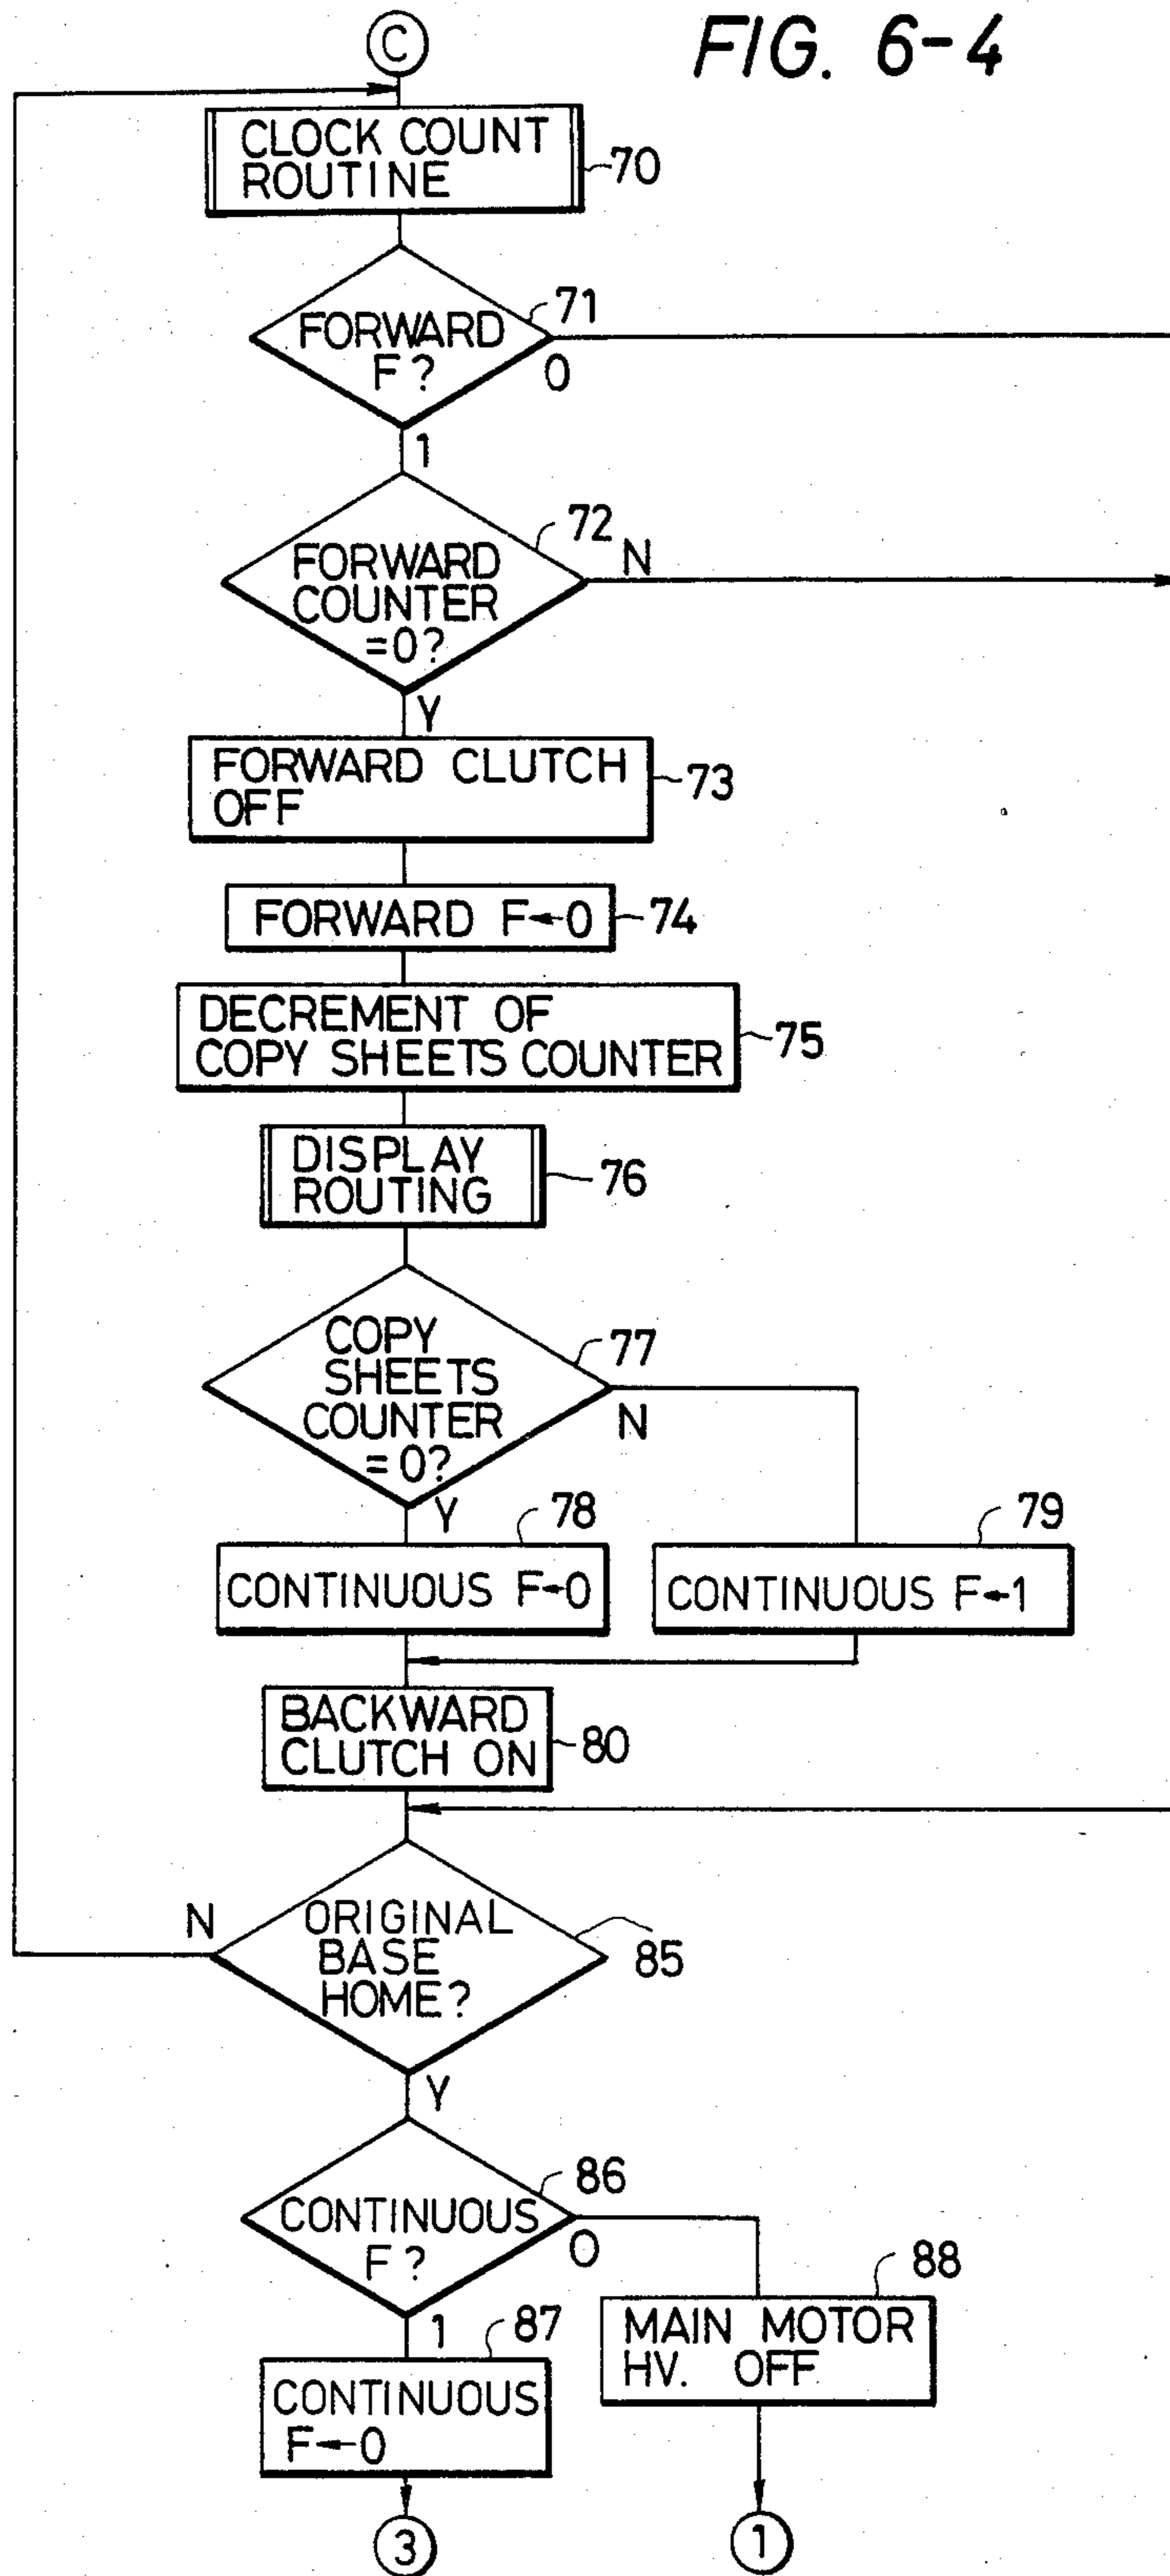 FIG. 6-4
C
CLOCK COUNT
ROUTINE
70
FORWARD
F?
71
0
1
FORWARD
COUNTER
=0?
72
N
Y
FORWARD CLUTCH
OFF
73
FORWARD F←0
74
DECREMENT OF
COPY SHEETS COUNTER
75
DISPLAY
ROUTING
76
COPY
SHEETS
COUNTER
=0?
77
N
Y
78
CONTINUOUS F←0
79
CONTINUOUS F←1
BACKWARD
CLUTCH ON
80
N
ORIGINAL
BASE
HOME?
85
Y
CONTINUOUS
F?
86
0
1
87
CONTINUOUS
F←0
88
MAIN MOTOR
HV. OFF
3
1